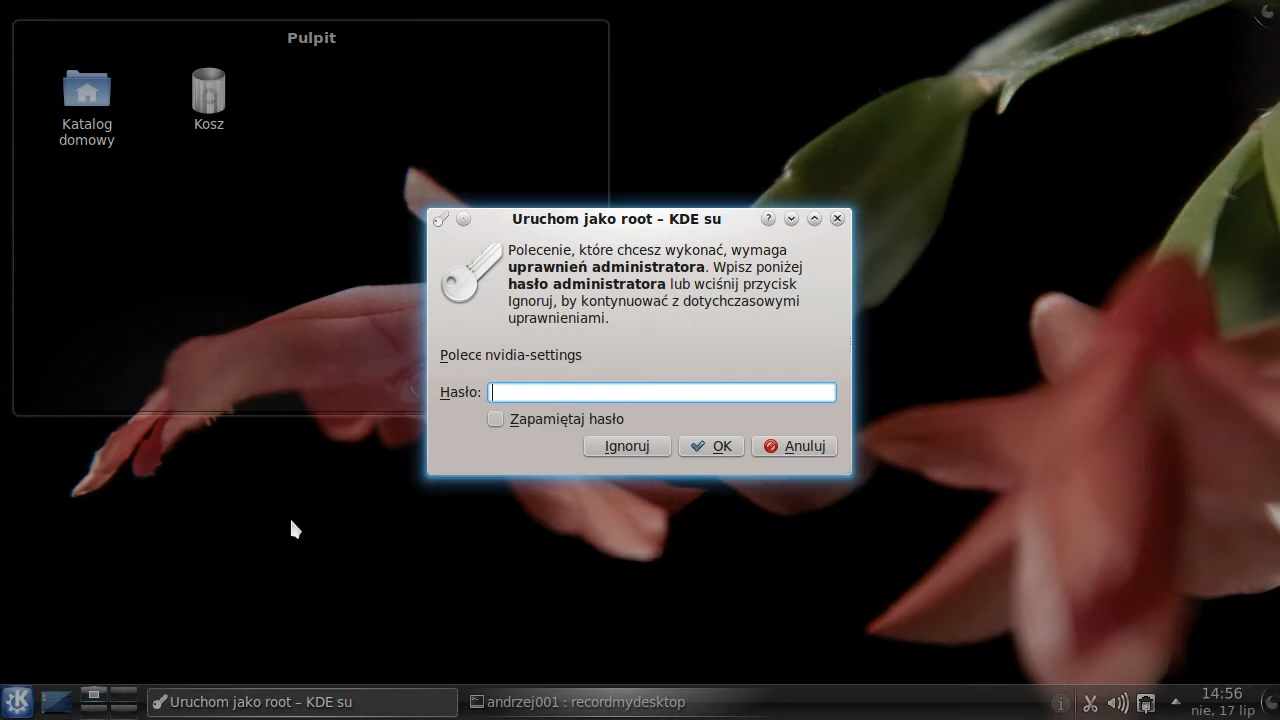 Pulpit
Katalog
domowy
Kosz
Uruchom jako root – KDE su
Polecenie, które chcesz wykonać, wymaga
uprawnień administratora. Wpisz poniżej
hasło administratora lub wciśnij przycisk
Ignoruj, by kontynuować z dotychczasowymi
uprawnieniami.
Polece nvidia-settings
Hasło:
Zapamiętaj hasło
Ignoruj OK Anuluj
Uruchom jako root – KDE su
andrzej001 : recordmydesktop
14:56
nie, 17 lip